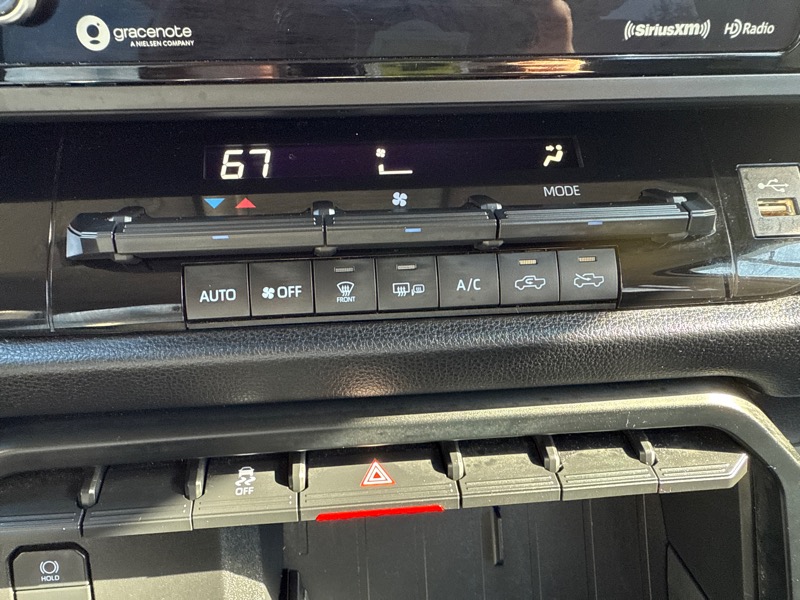 gracenote
A NIELSEN COMPANY
SiriusXM
HD Radio
67
MODE
AUTO
OFF
FRONT
A/C
OFF
HOLD